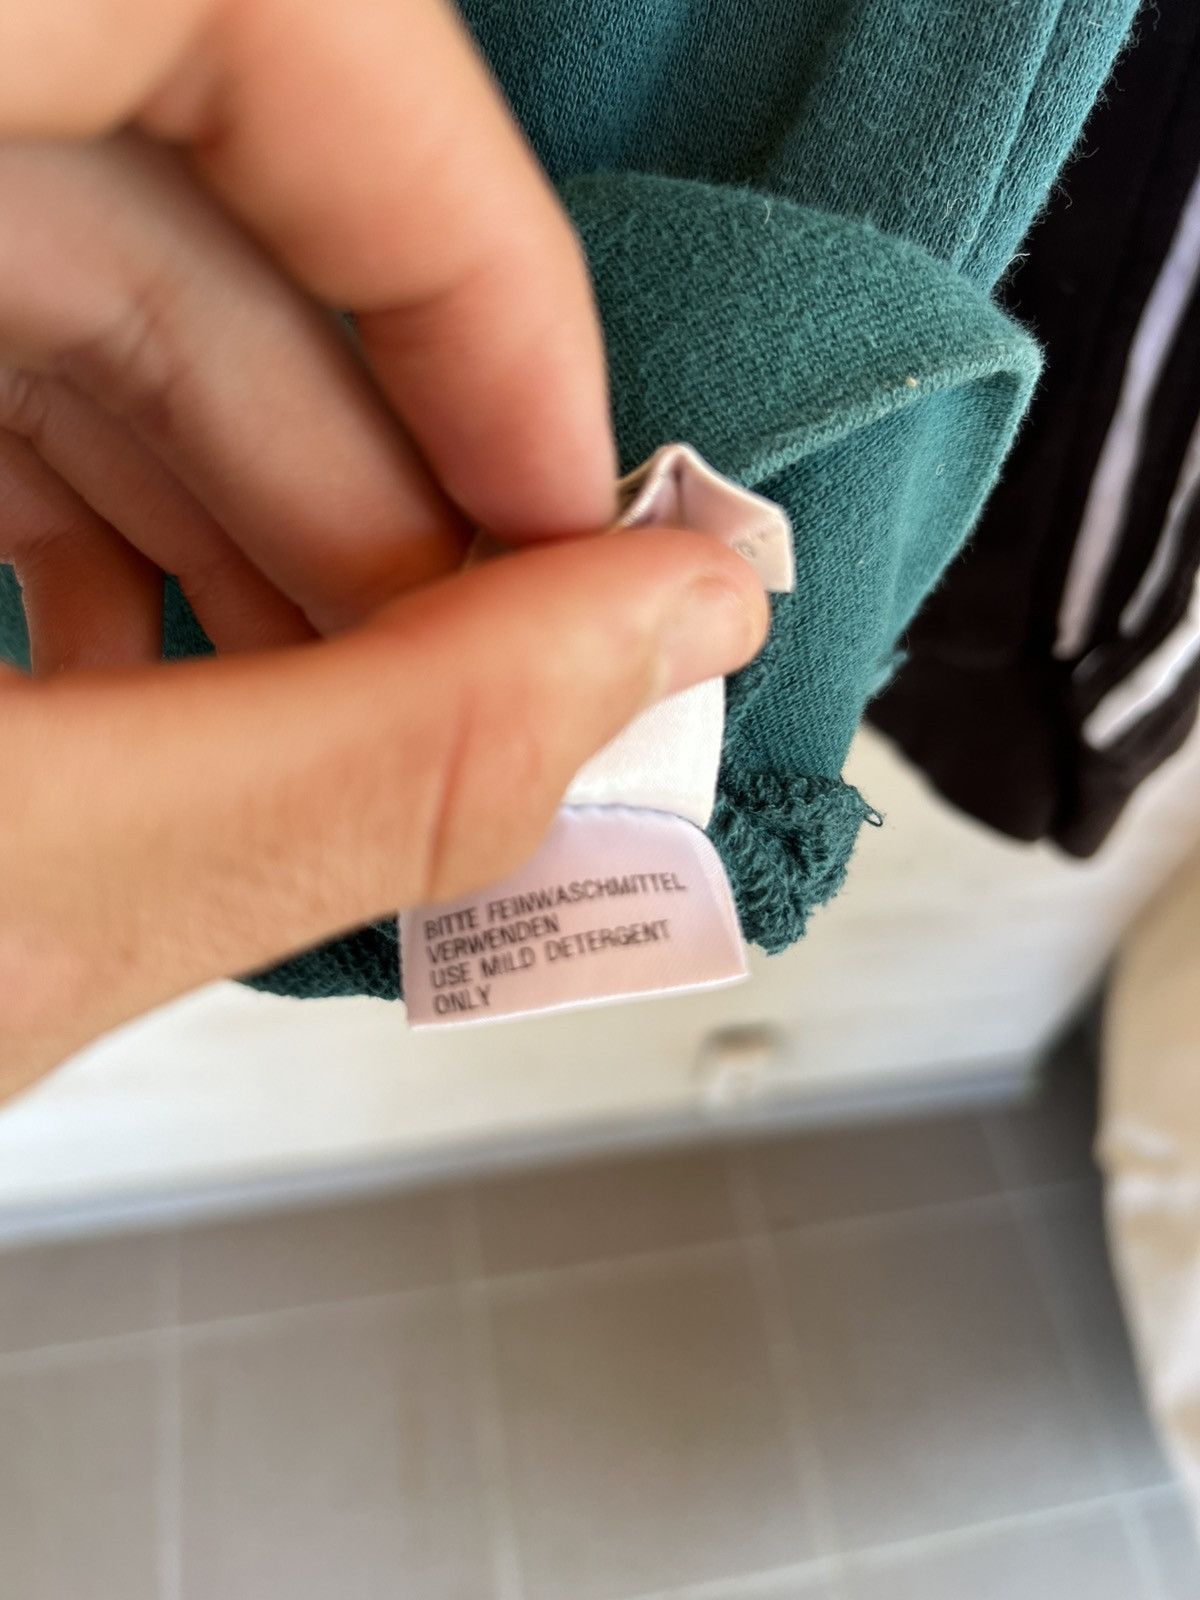 BITTE FEINWASCHMITTEL
VERWENDEN
USE MILD DETERGENT
ONLY